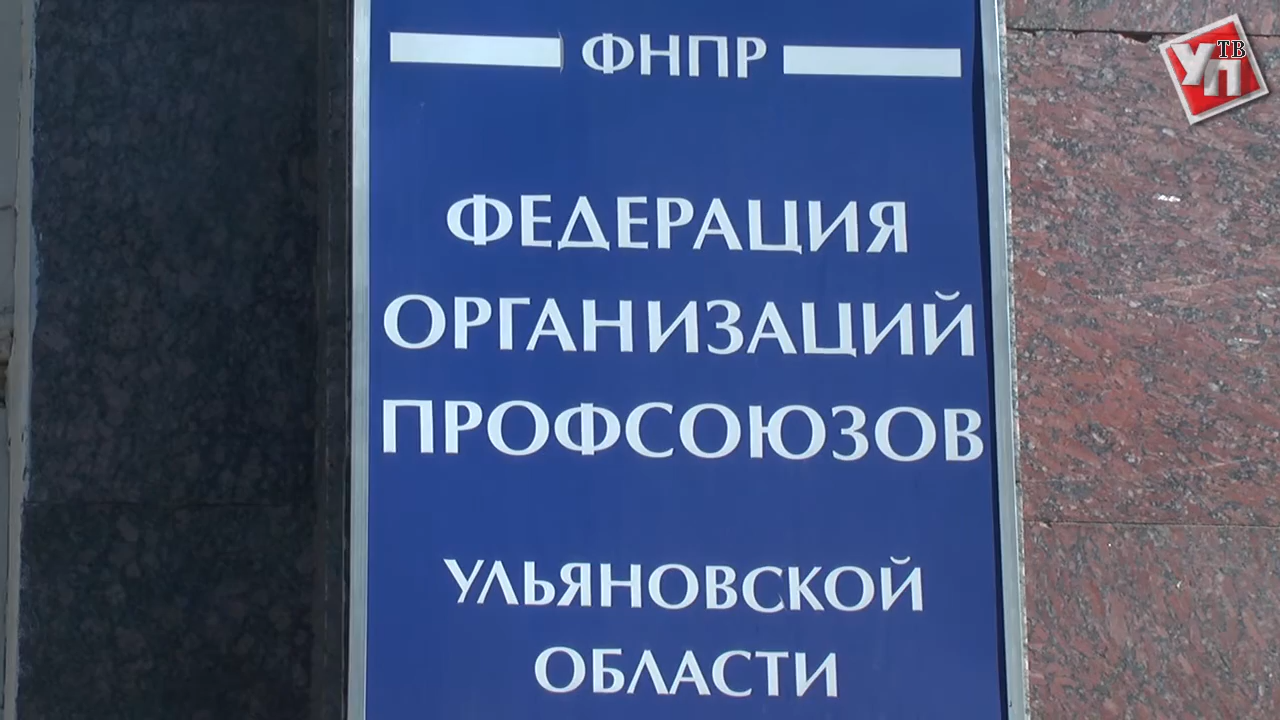 ФНПР
ТВ
УП
ФЕДЕРАЦИЯ
ОРГАНИЗАЦИЙ
ПРОФСОЮЗОВ
УЛЬЯНОВСКОЙ
ОБЛАСТИ